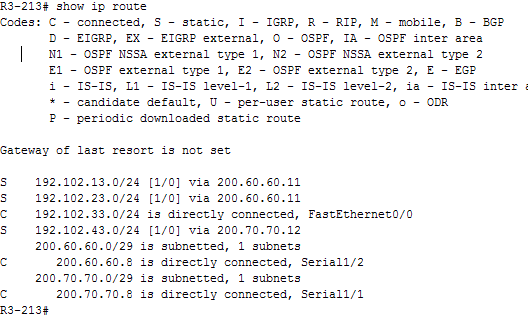 R3-213# show ip route
Codes: C - connected, S - static, I - IGRP, R - RIP, M - mobile, B - BGP
D - EIGRP, EX - EIGRP external, O - OSPF, IA - OSPF inter area
N1 - OSPF NSSA external type 1, N2 - OSPF NSSA external type 2
E1 - OSPF external type 1, E2 - OSPF external type 2, E - EGP
i - IS-IS, L1 - IS-IS level-1, L2 - IS-IS level-2, ia - IS-IS inter a
* - candidate default, U - per-user static route, o - ODR
P - periodic downloaded static route
Gateway of last resort is not set
S 192.102.13.0/24 [1/0] via 200.60.60.11
S 192.102.23.0/24 [1/0] via 200.60.60.11
C 192.102.33.0/24 is directly connected, FastEthernet0/0
S 192.102.43.0/24 [1/0] via 200.70.70.12
200.60.60.0/29 is subnetted, 1 subnets
C 200.60.60.8 is directly connected, Serial1/2
200.70.70.0/29 is subnetted, 1 subnets
C 200.70.70.8 is directly connected, Serial1/1
R3-213#